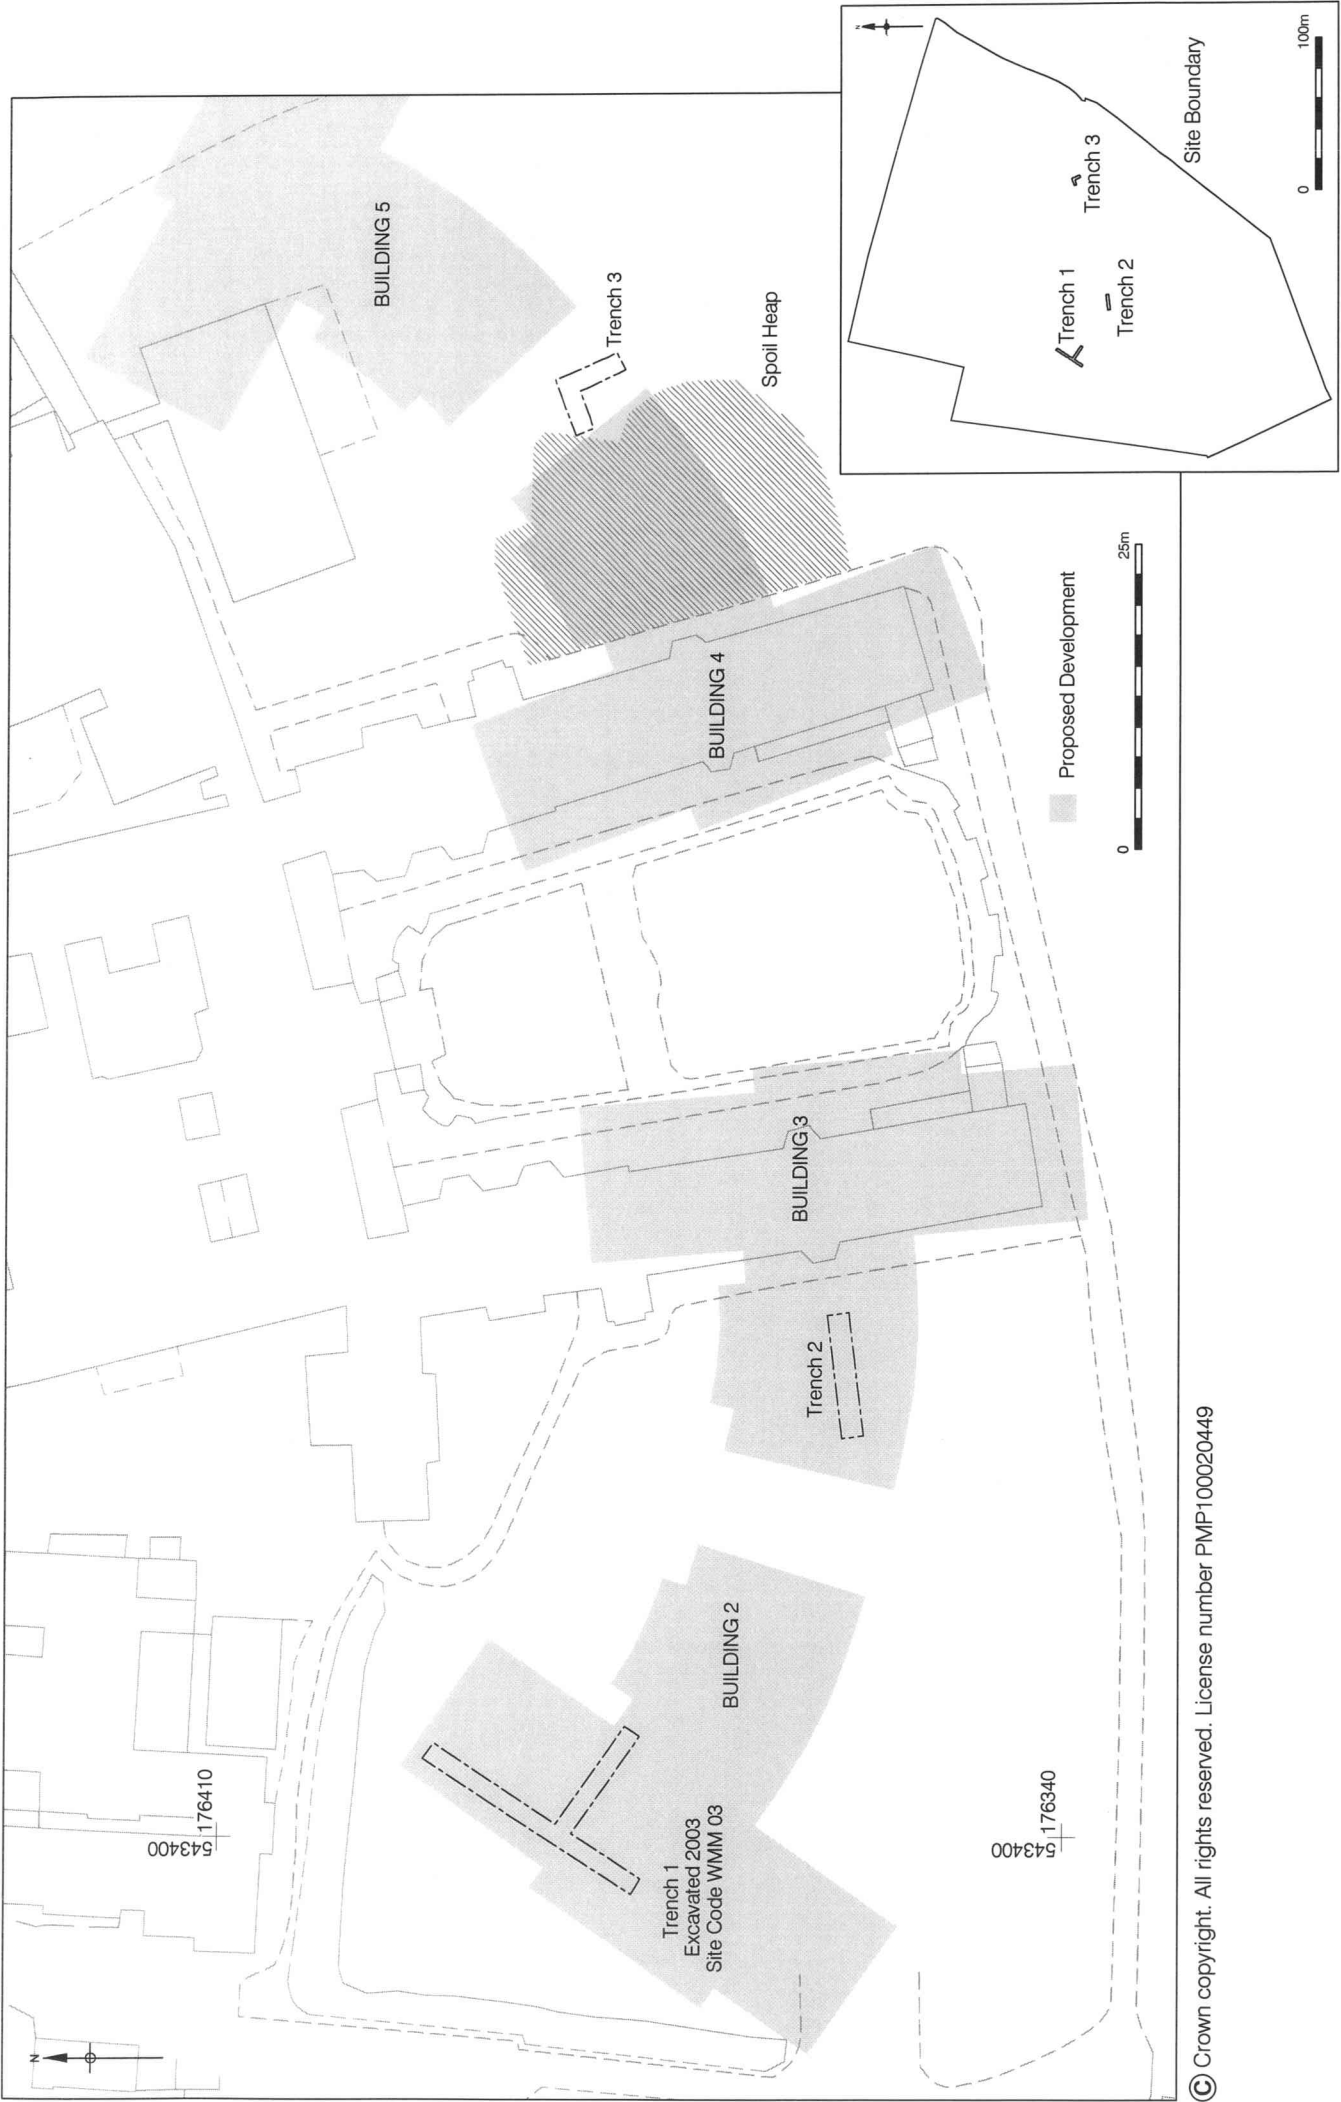 N
543400
176410
Trench 1
Excavated 2003
Site Code WMM 03
BUILDING 2
543400
176340
Trench 2
BUILDING 3
BUILDING 4
BUILDING 5
Trench 3
Spoil Heap
Proposed Development
0
25m
N
Trench 1
Trench 2
Trench 3
Site Boundary
0
100m
© Crown copyright. All rights reserved. License number PMP100020449